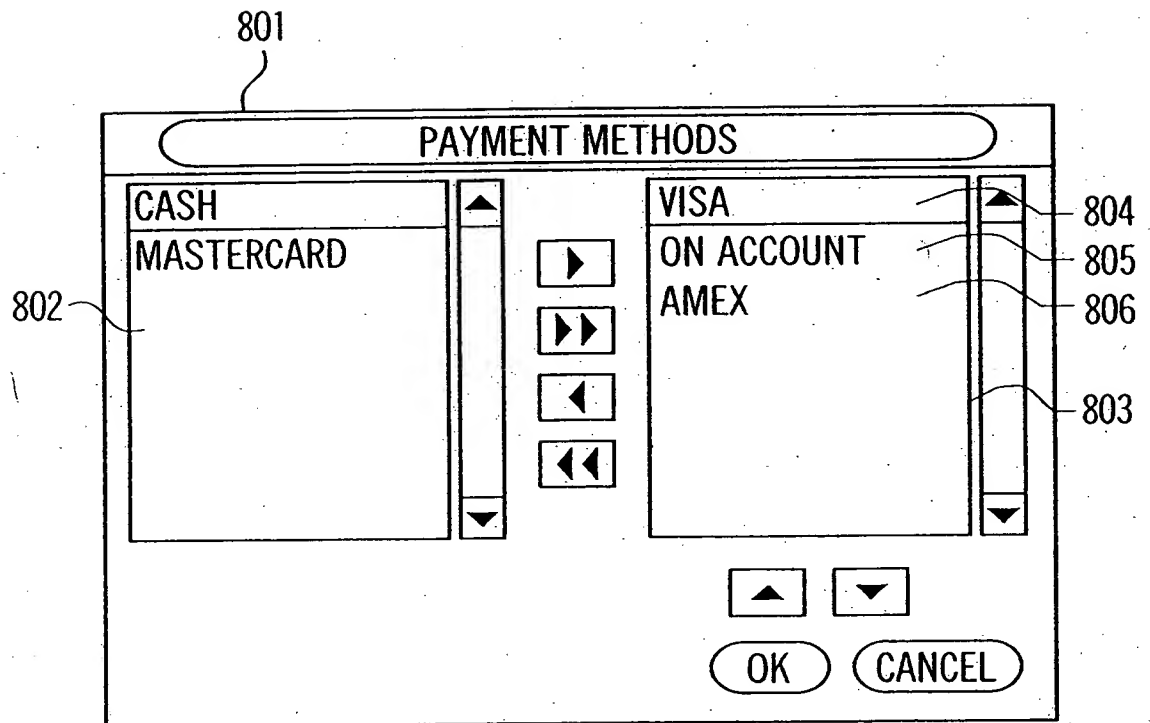 801
PAYMENT METHODS
CASH
MASTERCARD
802
VISA
ON ACCOUNT
AMEX
804
805
806
803
OK
CANCEL